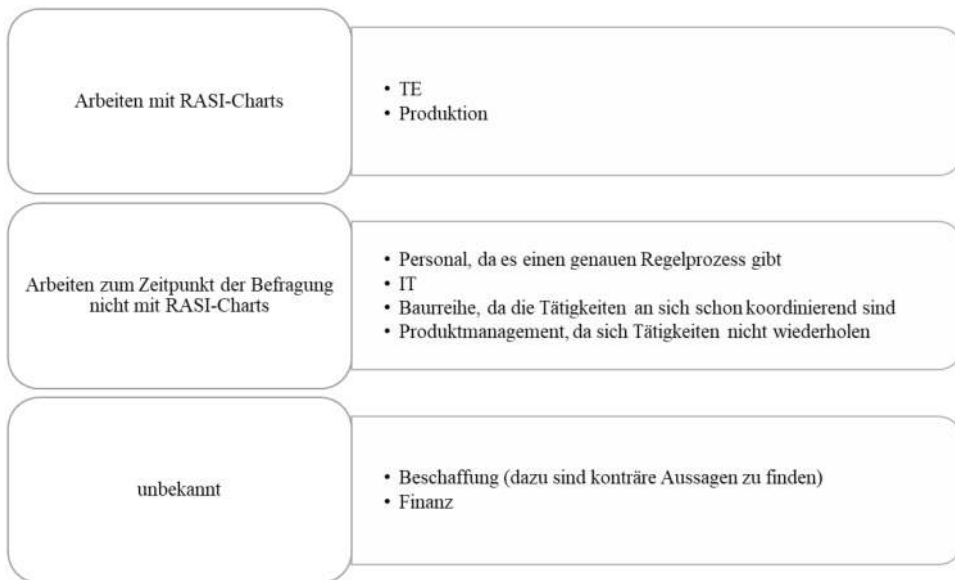 Arbeiten mit RASI-Charts
• TE
• Produktion
Arbeiten zum Zeitpunkt der Befragung
nicht mit RASI-Charts
• Personal, da es einen genauen Regelprozess gibt
• IT
• Baurreihe, da die Tätigkeiten an sich schon koordinierend sind
• Produktmanagement, da sich Tätigkeiten nicht wiederholen
unbekannt
• Beschaffung (dazu sind konträre Aussagen zu finden)
• Finanz